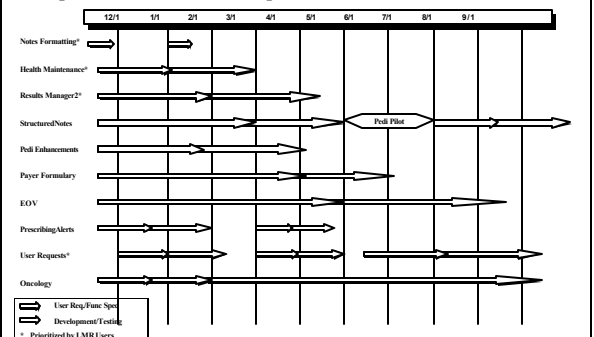 12/1 1/1 2/1 3/1 4/1 5/1 6/1 7/1 8/1 9/1
Notes Formatting*
Health Maintenance*
Results Manager2*
StructuredNotes
Pedi Pilot
Pedi Enhancements
Payer Formulary
EOV
PrescribingAlerts
User Requests*
Oncology
User Req./Func Spec
Development/Testing
* Prioritized by LMR Users